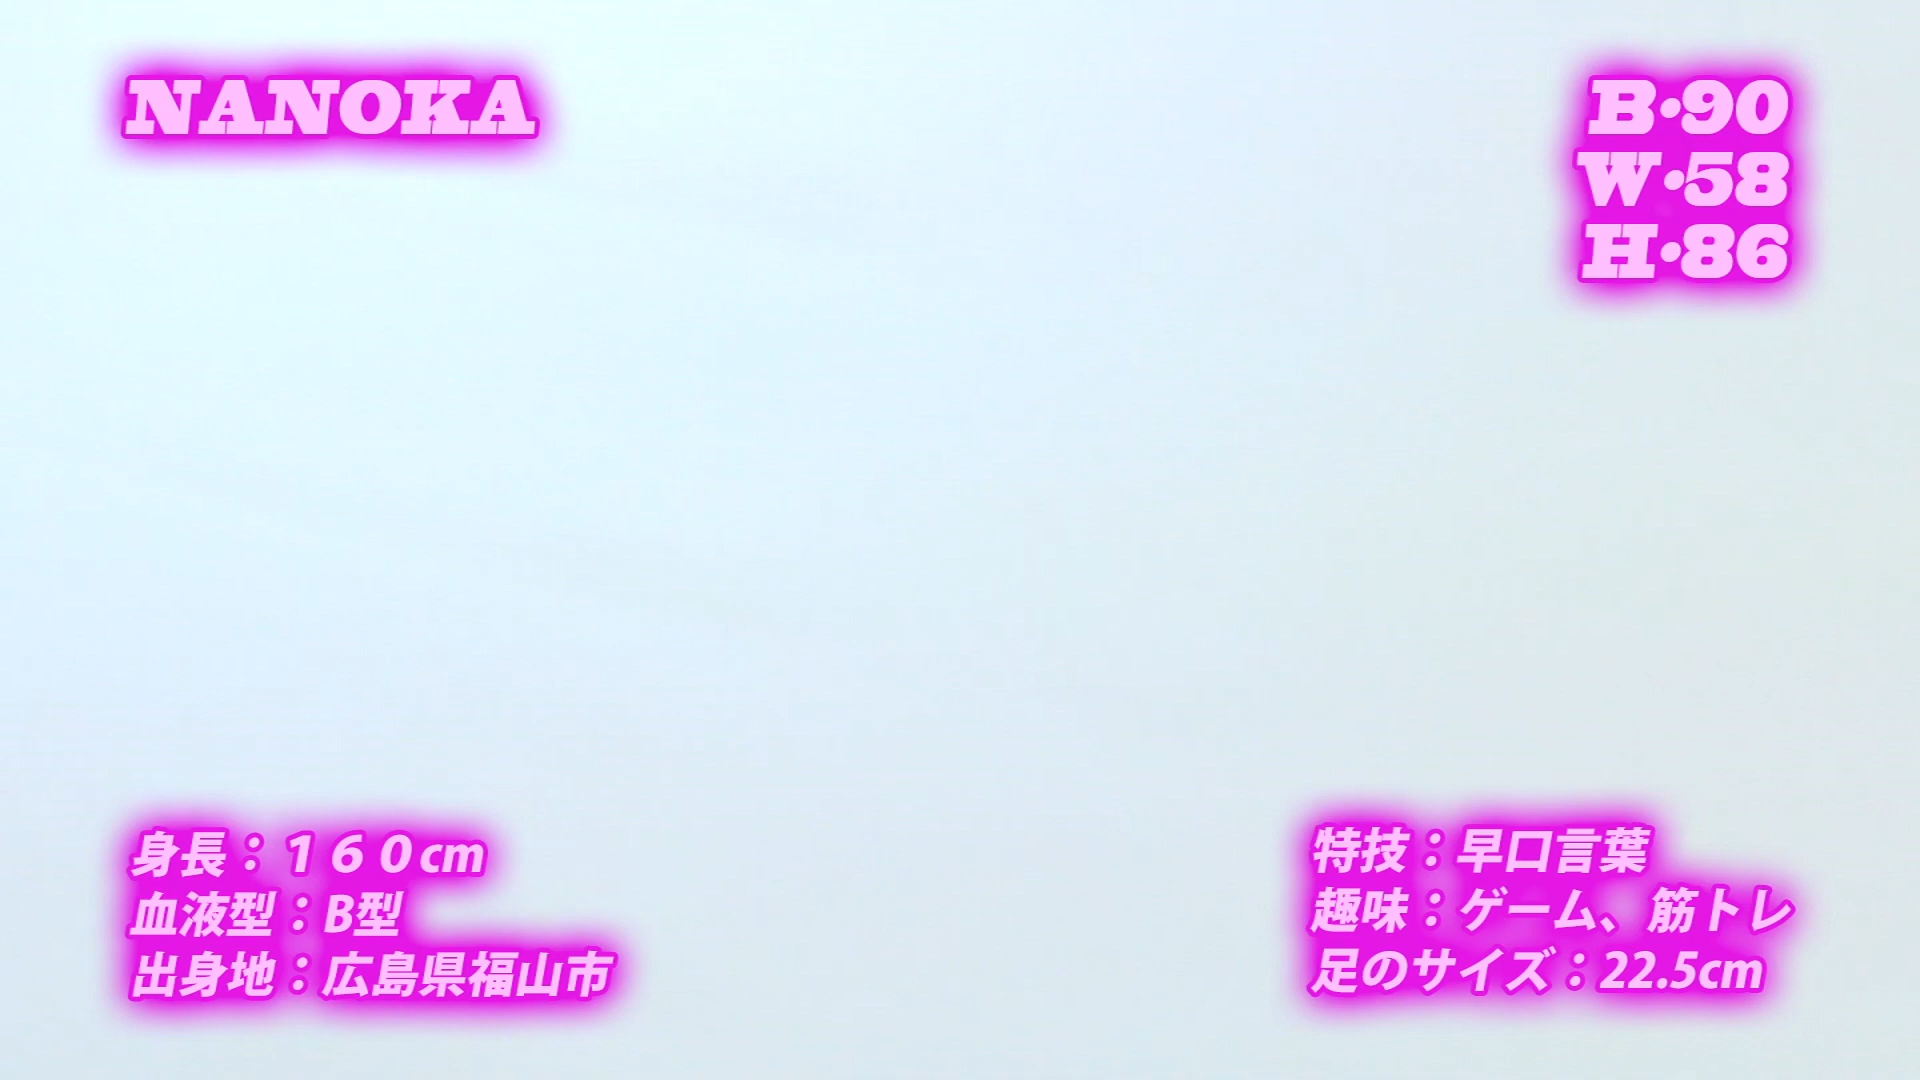 NANOKA
B・90
W・58
H・86
身長：１６０cm
血液型：B型
出身地：広島県福山市
特技：早口言葉
趣味：ゲーム、筋トレ
足のサイズ：22.5cm